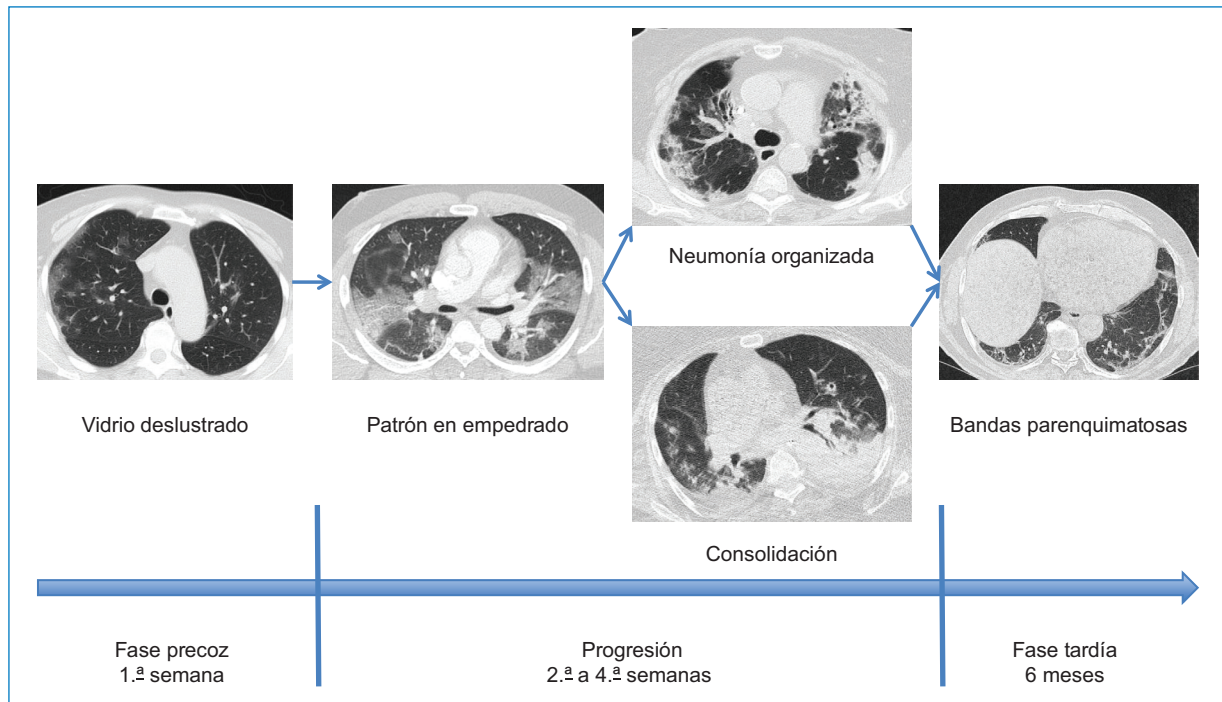 Neumonía organizada
Vidrio deslustrado
Patrón en empedrado
Bandas parenquimatosas
Consolidación
Fase precoz
1.ª semana
Progresión
2.ª a 4.ª semanas
Fase tardía
6 meses